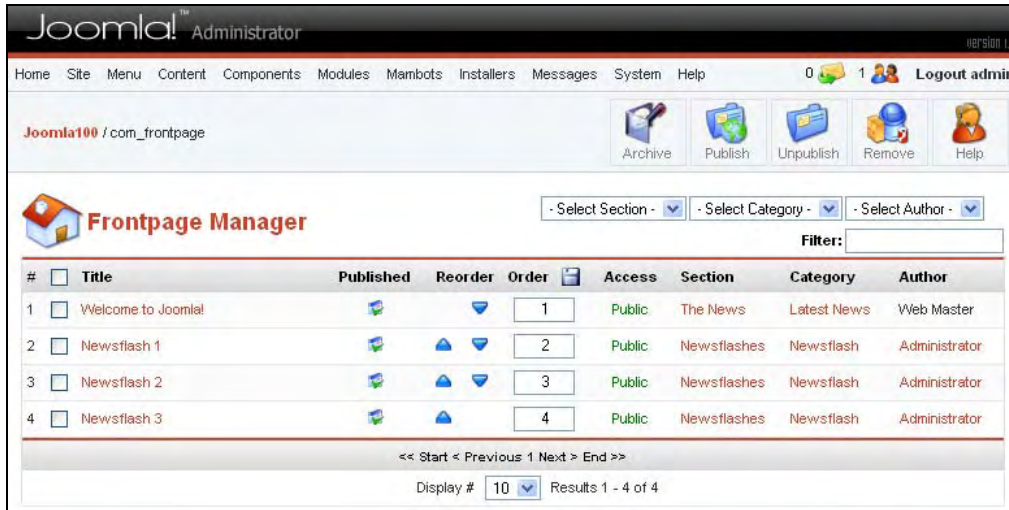 Joomla!™ Administrator
version 1.
Home Site Menu Content Components Modules Mambots Installers Messages System Help 0 1 Logout admin
Joomla100 / com_frontpage
Archive Publish Unpublish Remove Help
Frontpage Manager
- Select Section - - Select Category - - Select Author -
Filter:
# Title Published Reorder Order Access Section Category Author
1 Welcome to Joomla! 1 Public The News Latest News Web Master
2 Newsflash 1 2 Public Newsflashes Newsflash Administrator
3 Newsflash 2 3 Public Newsflashes Newsflash Administrator
4 Newsflash 3 4 Public Newsflashes Newsflash Administrator
<< Start < Previous 1 Next > End >>
Display # 10 Results 1 - 4 of 4